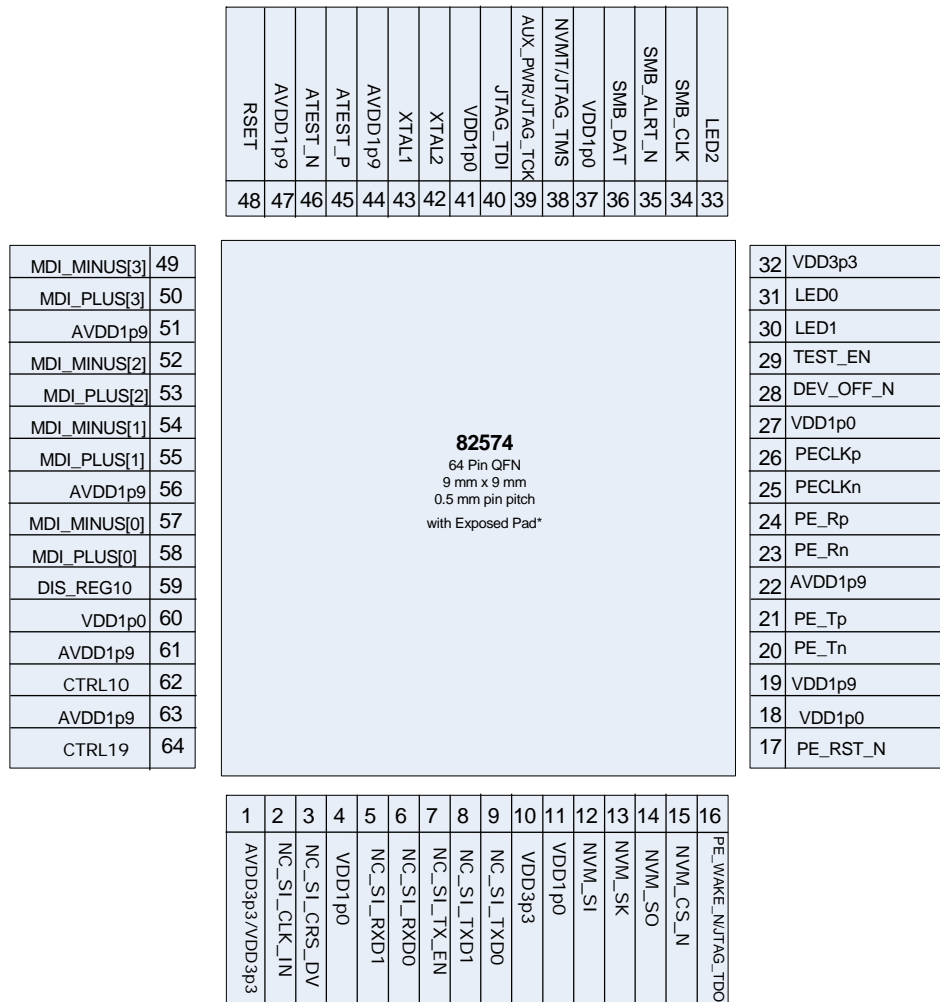 RSET
AVDD1p9
ATEST_N
ATEST_P
AVDD1p9
XTAL1
XTAL2
VDD1p0
JTAG_TDI
AUX_PWR/JTAG_TCK
NVMT/JTAG_TMS
VDD1p0
SMB_DAT
SMB_ALRT_N
SMB_CLK
LED2
48 47 46 45 44 43 42 41 40 39 38 37 36 35 34 33
MDI_MINUS[3] 49
MDI_PLUS[3] 50
AVDD1p9 51
MDI_MINUS[2] 52
MDI_PLUS[2] 53
MDI_MINUS[1] 54
MDI_PLUS[1] 55
AVDD1p9 56
MDI_MINUS[0] 57
MDI_PLUS[0] 58
DIS_REG10 59
VDD1p0 60
AVDD1p9 61
CTRL10 62
AVDD1p9 63
CTRL19 64
82574
64 Pin QFN
9 mm x 9 mm
0.5 mm pin pitch
with Exposed Pad*
32 VDD3p3
31 LED0
30 LED1
29 TEST_EN
28 DEV_OFF_N
27 VDD1p0
26 PECLKp
25 PECLKn
24 PE_Rp
23 PE_Rn
22 AVDD1p9
21 PE_Tp
20 PE_Tn
19 VDD1p9
18 VDD1p0
17 PE_RST_N
1 2 3 4 5 6 7 8 9 10 11 12 13 14 15 16
AVDD3p3/VDD3p3
NC_SI_CLK_IN
NC_SI_CRS_DV
VDD1p0
NC_SI_RXD1
NC_SI_RXD0
NC_SI_TX_EN
NC_SI_TXD1
NC_SI_TXD0
VDD3p3
VDD1p0
NVM_SI
NVM_SK
NVM_SO
NVM_CS_N
PE_WAKE_N/JTAG_TDO